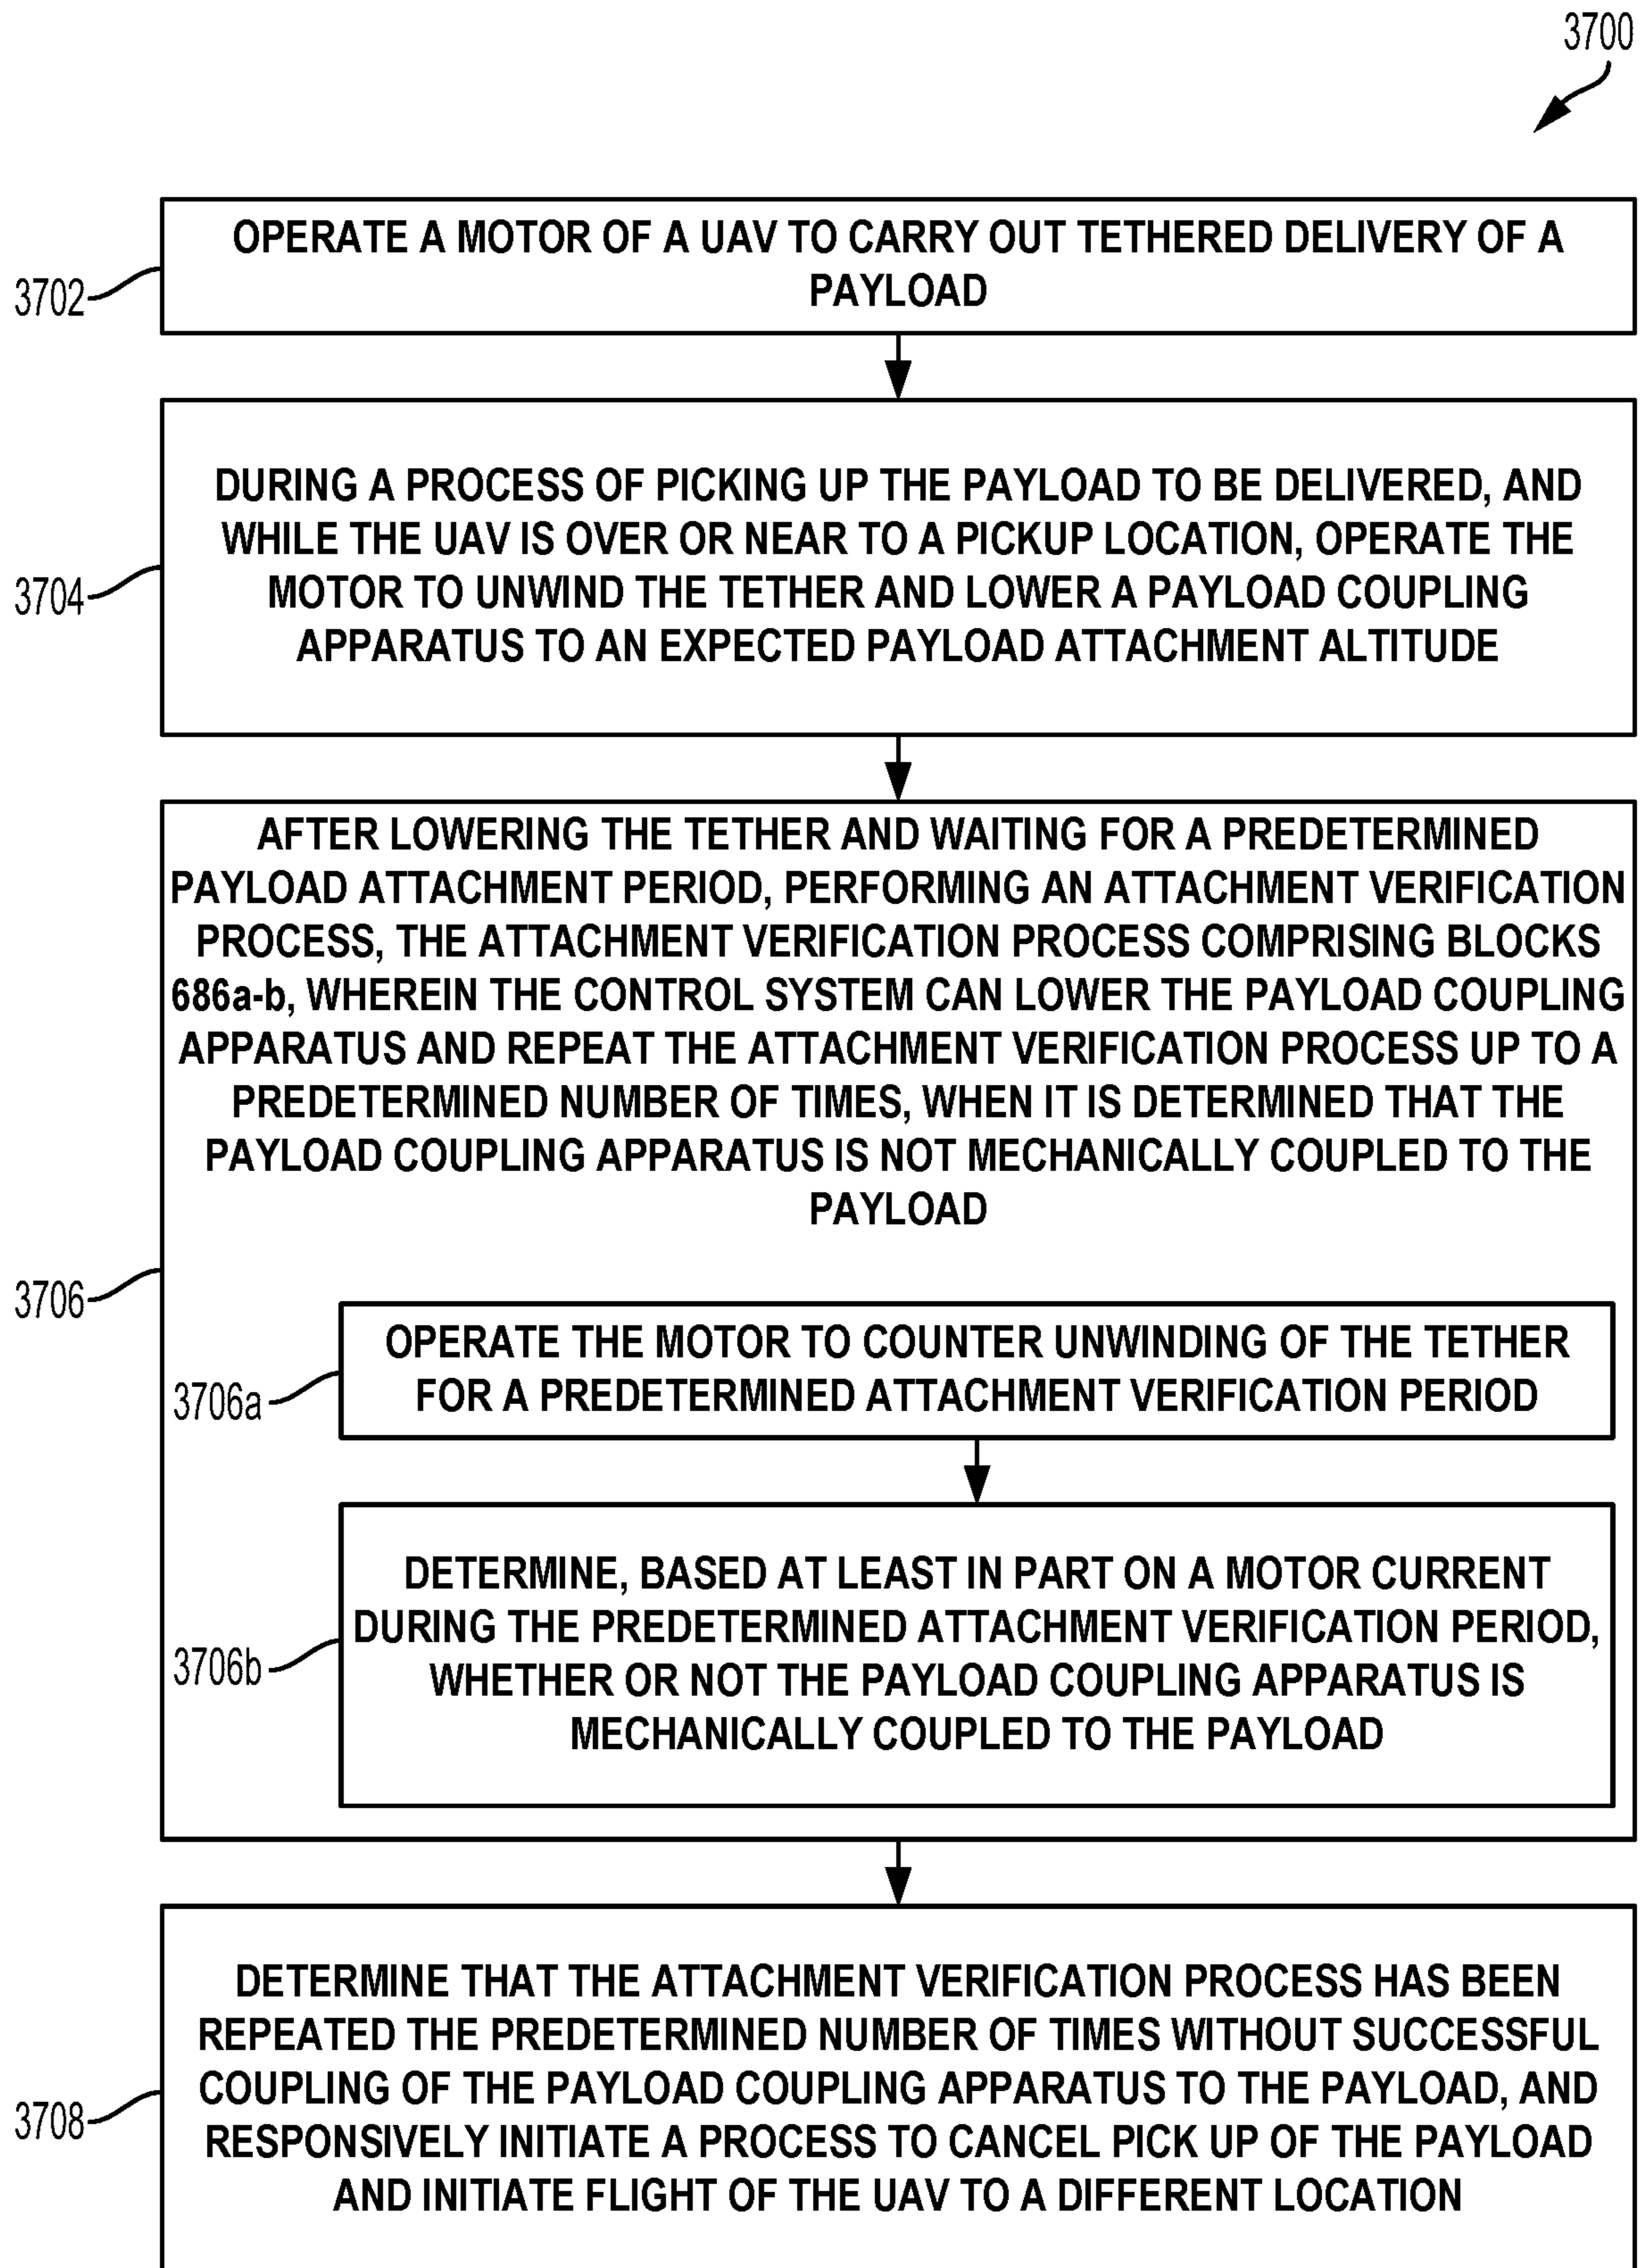 3700
OPERATE A MOTOR OF A UAV TO CARRY OUT TETHERED DELIVERY OF A
PAYLOAD
3702
DURING A PROCESS OF PICKING UP THE PAYLOAD TO BE DELIVERED, AND
WHILE THE UAV IS OVER OR NEAR TO A PICKUP LOCATION, OPERATE THE
MOTOR TO UNWIND THE TETHER AND LOWER A PAYLOAD COUPLING
APPARATUS TO AN EXPECTED PAYLOAD ATTACHMENT ALTITUDE
3704
AFTER LOWERING THE TETHER AND WAITING FOR A PREDETERMINED
PAYLOAD ATTACHMENT PERIOD, PERFORMING AN ATTACHMENT VERIFICATION
PROCESS, THE ATTACHMENT VERIFICATION PROCESS COMPRISING BLOCKS
686a-b, WHEREIN THE CONTROL SYSTEM CAN LOWER THE PAYLOAD COUPLING
APPARATUS AND REPEAT THE ATTACHMENT VERIFICATION PROCESS UP TO A
PREDETERMINED NUMBER OF TIMES, WHEN IT IS DETERMINED THAT THE
PAYLOAD COUPLING APPARATUS IS NOT MECHANICALLY COUPLED TO THE
PAYLOAD
3706
OPERATE THE MOTOR TO COUNTER UNWINDING OF THE TETHER
FOR A PREDETERMINED ATTACHMENT VERIFICATION PERIOD
3706a
DETERMINE, BASED AT LEAST IN PART ON A MOTOR CURRENT
DURING THE PREDETERMINED ATTACHMENT VERIFICATION PERIOD,
WHETHER OR NOT THE PAYLOAD COUPLING APPARATUS IS
MECHANICALLY COUPLED TO THE PAYLOAD
3706b
DETERMINE THAT THE ATTACHMENT VERIFICATION PROCESS HAS BEEN
REPEATED THE PREDETERMINED NUMBER OF TIMES WITHOUT SUCCESSFUL
COUPLING OF THE PAYLOAD COUPLING APPARATUS TO THE PAYLOAD, AND
RESPONSIVELY INITIATE A PROCESS TO CANCEL PICK UP OF THE PAYLOAD
AND INITIATE FLIGHT OF THE UAV TO A DIFFERENT LOCATION
3708